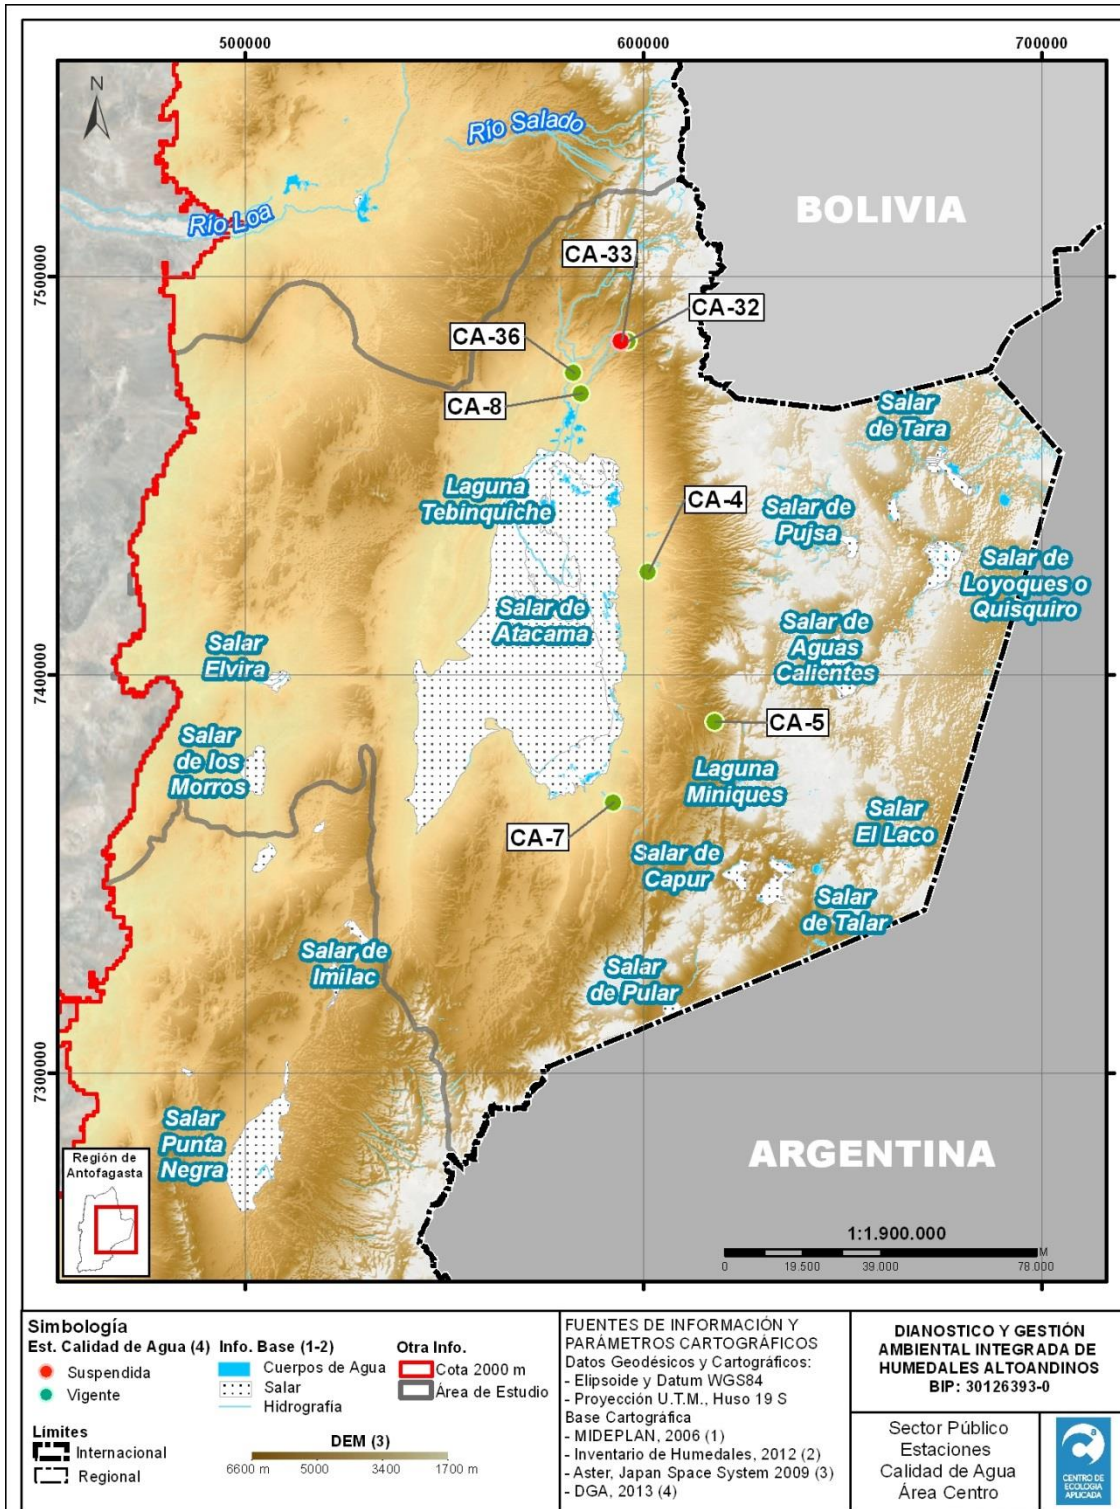 500000
600000
700000
N
Río Salado
BOLIVIA
Río Loa
CA-33
7500000
7500000
CA-32
CA-36
CA-8
Salar
de Tara
Laguna
Tebinquiche
CA-4
Salar de
Pujsa
Salar de
Loyoques o
Quisquiro
Salar de
Atacama
Salar de
Aguas
Calientes
Salar
Elvira
7400000
7400000
CA-5
Salar
de los
Morros
Laguna
Miniques
Salar
El Laco
CA-7
Salar de
Capur
Salar
de Talar
Salar de
Imilac
Salar
de Pular
7300000
7300000
Salar
Punta
Negra
Región de
Antofagasta
ARGENTINA
1:1.900.000
M
0 19.500 39.000 78.000
500000
600000
700000
Simbología
Est. Calidad de Agua (4)
Suspendida
Vigente
Info. Base (1-2)
Cuerpos de Agua
Salar
Hidrografía
Otra Info.
Cota 2000 m
Área de Estudio
Límites
Internacional
Regional
DEM (3)
6600 m 5000 3400 1700 m
FUENTES DE INFORMACIÓN Y
PARÁMETROS CARTOGRÁFICOS
Datos Geodésicos y Cartográficos:
- Elipsoide y Datum WGS84
- Proyección U.T.M., Huso 19 S
Base Cartográfica
- MIDEPLAN, 2006 (1)
- Inventario de Humedales, 2012 (2)
- Aster, Japan Space System 2009 (3)
- DGA, 2013 (4)
DIANOSTICO Y GESTIÓN
AMBIENTAL INTEGRADA DE
HUMEDALES ALTOANDINOS
BIP: 30126393-0
Sector Público
Estaciones
Calidad de Agua
Área Centro
CENTRO DE
ECOLOGIA
APLICADA